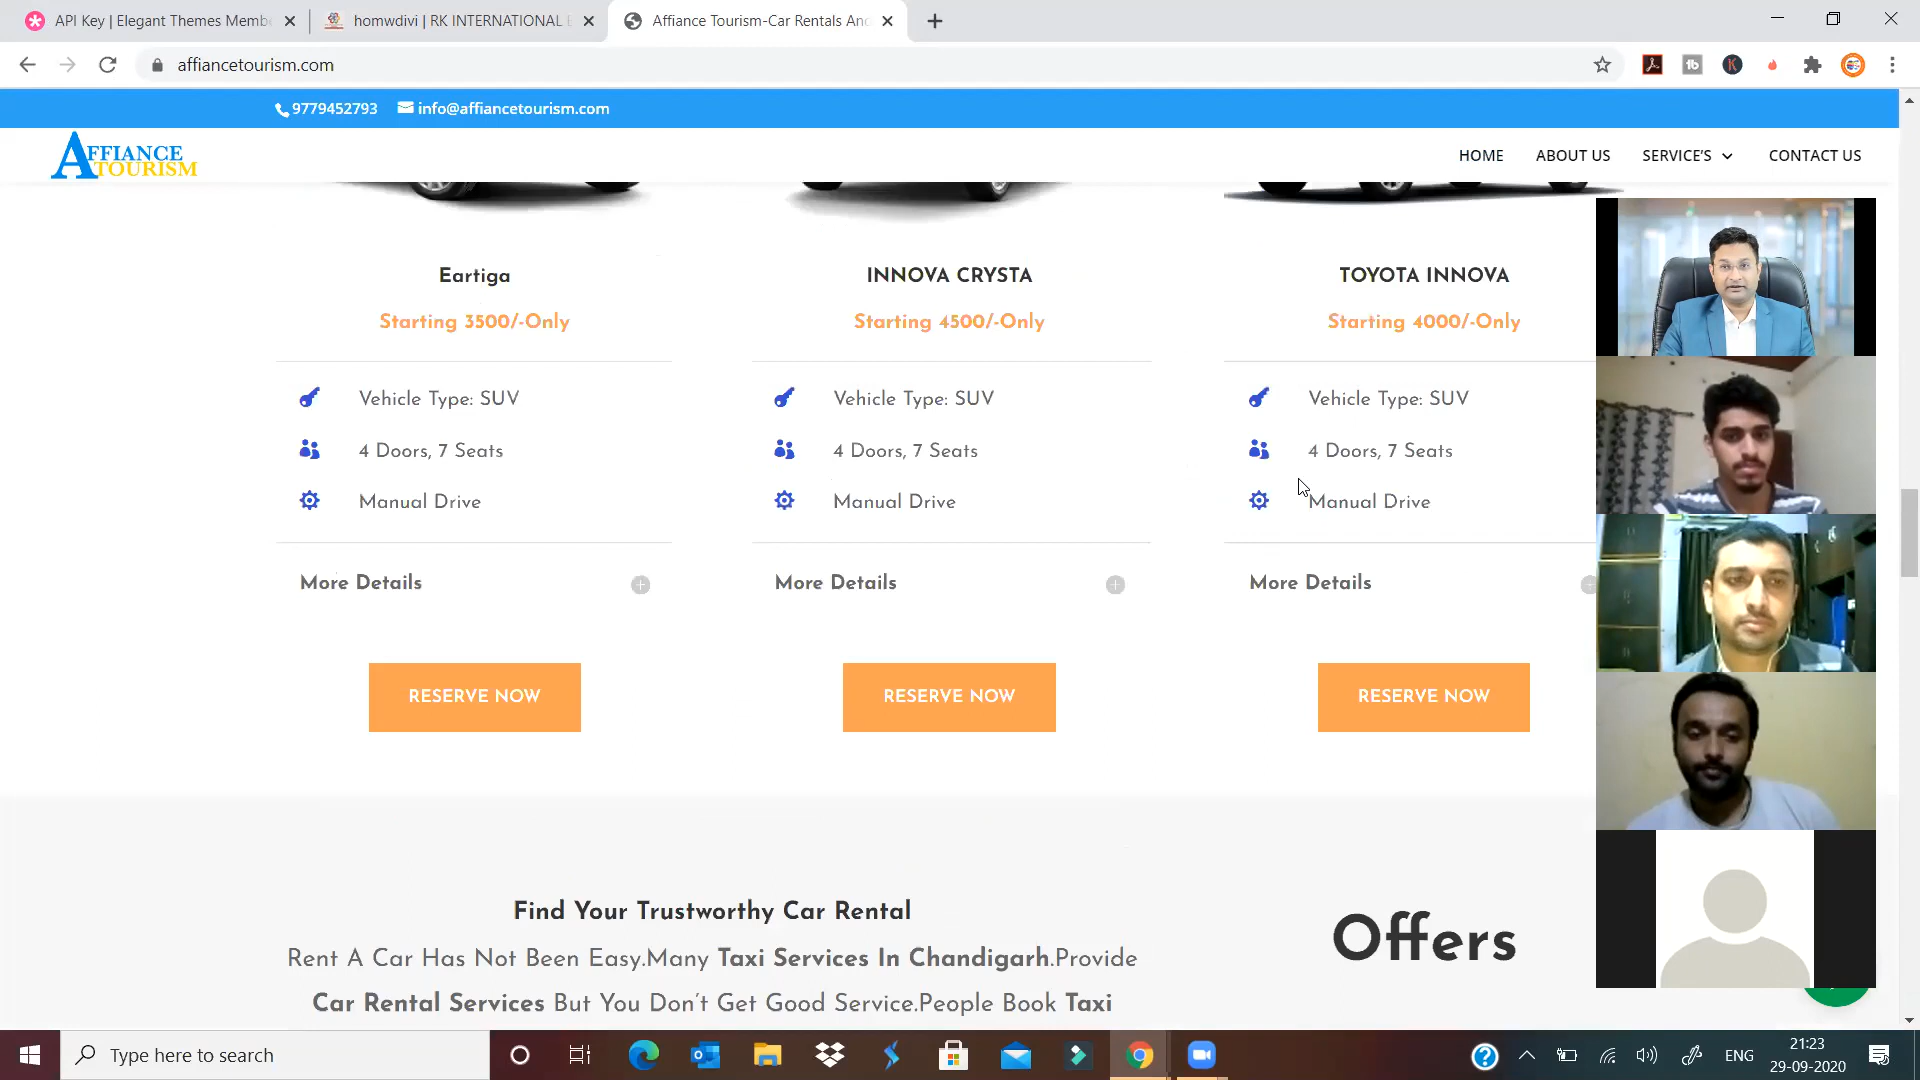 API Key | Elegant Themes Membe
homwdivi | RK INTERNATIONAL E
Affiance Tourism-Car Rentals And
affiancetourism.com
9779452793
info@affiancetourism.com
AFFIANCE
TOURISM
HOME
ABOUT US
SERVICE'S
CONTACT US
Eartiga
INNOVA CRYSTA
TOYOTA INNOVA
Starting 3500/-Only
Starting 4500/-Only
Starting 4000/-Only
Vehicle Type: SUV
Vehicle Type: SUV
Vehicle Type: SUV
4 Doors, 7 Seats
4 Doors, 7 Seats
4 Doors, 7 Seats
Manual Drive
Manual Drive
Manual Drive
More Details
More Details
More Details
RESERVE NOW
RESERVE NOW
RESERVE NOW
Find Your Trustworthy Car Rental
Offers
Rent A Car Has Not Been Easy.Many Taxi Services In Chandigarh.Provide
Car Rental Services But You Don't Get Good Service.People Book Taxi
Type here to search
ENG
21:23
29-09-2020